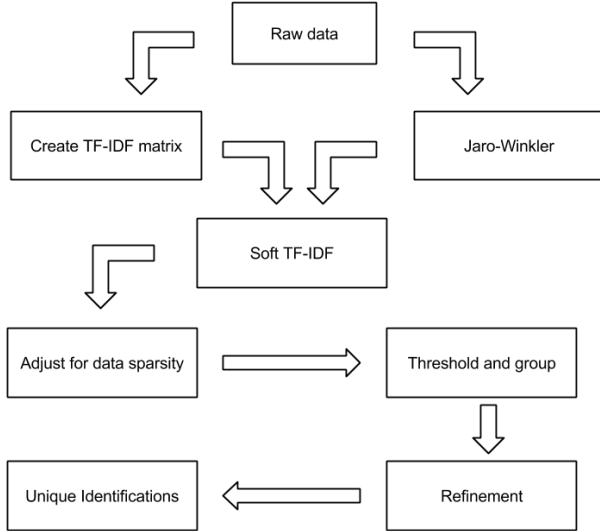 Raw data
Create TF-IDF matrix
Jaro-Winkler
Soft TF-IDF
Adjust for data sparsity
Threshold and group
Unique Identifications
Refinement